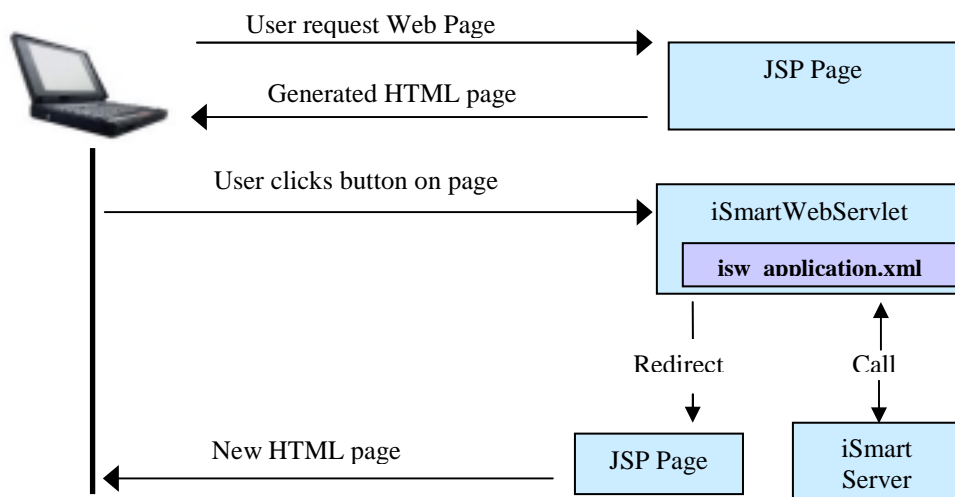 User request Web Page
JSP Page
Generated HTML page
User clicks button on page
iSmartWebServlet
isw_application.xml
Redirect
Call
New HTML page
JSP Page
iSmart
Server